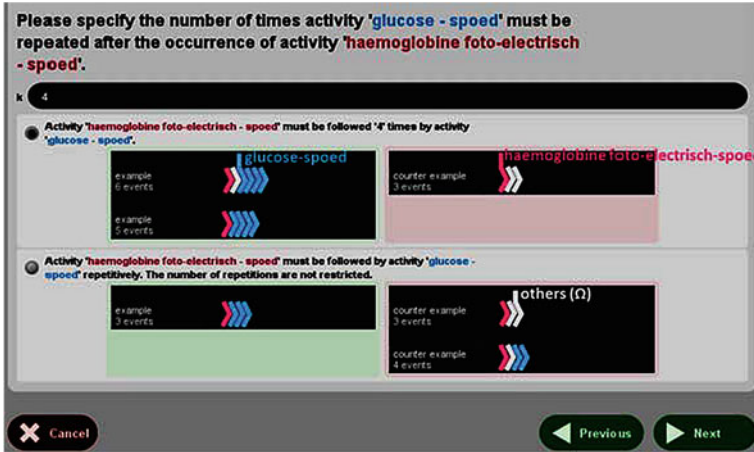 Please specify the number of times activity 'glucose - spoed' must be
repeated after the occurrence of activity 'haemoglobine foto-electrisch
- spoed'.
k 4
Activity 'haemoglobine foto-electrisch - spoed' must be followed '4' times by activity
'glucose - spoed'.
glucose-spoed
example
6 events
example
5 events
haemoglobine foto-electrisch-spoed
counter example
3 events
Activity 'haemoglobine foto-electrisch - spoed' must be followed by activity 'glucose -
spoed' repetitively. The number of repetitions are not restricted.
example
3 events
others (Ω)
counter example
3 events
counter example
4 events
Cancel
Previous
Next